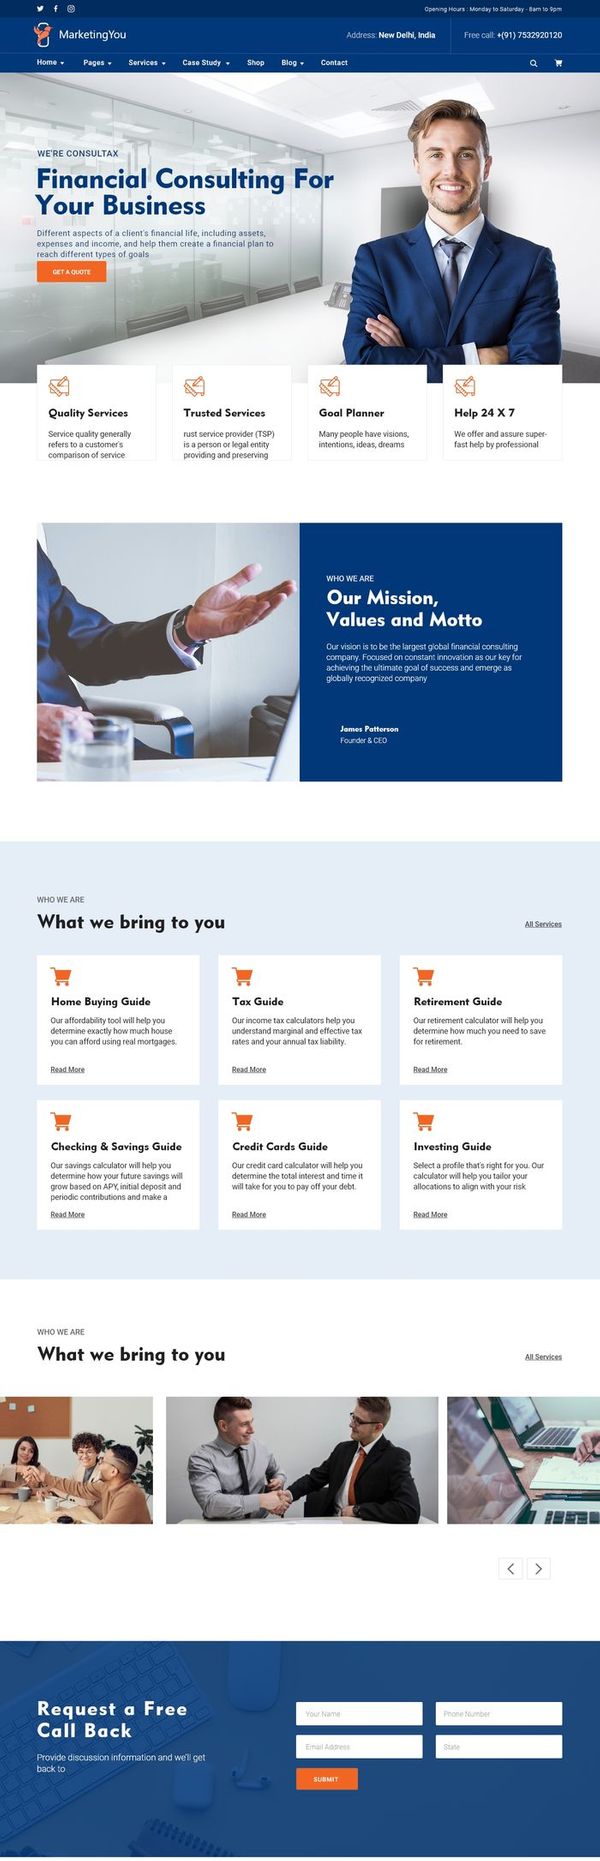 Opening Hours : Monday to Saturday - 8am to 9pm
MarketingYou
Address: New Delhi, India
Free call: +(91) 7532920120
Home
Pages
Services
Case Study
Shop
Blog
Contact
WE'RE CONSULTAX
Financial Consulting For
Your Business
Different aspects of a client's financial life, including assets,
expenses and income, and help them create a financial plan to
reach different types of goals
GET A QUOTE
Quality Services
Service quality generally
refers to a customer's
comparison of service
Trusted Services
rust service provider (TSP)
is a person or legal entity
providing and preserving
Goal Planner
Many people have visions,
intentions, ideas, dreams
Help 24 X 7
We offer and assure super-
fast help by professional
WHO WE ARE
Our Mission,
Values and Motto
Our vision is to be the largest global financial consulting
company. Focused on constant innovation as our key for
achieving the ultimate goal of success and emerge as
globally recognized company
James Patterson
Founder & CEO
WHO WE ARE
What we bring to you
All Services
Home Buying Guide
Our affordability tool will help you
determine exactly how much house
you can afford using real mortgages.
Read More
Tax Guide
Our income tax calculators help you
understand marginal and effective tax
rates and your annual tax liability.
Read More
Retirement Guide
Our retirement calculator will help you
determine how much you need to save
for retirement.
Read More
Checking & Savings Guide
Our savings calculator will help you
determine how your future savings will
grow based on APY, initial deposit and
periodic contributions and make a
Read More
Credit Cards Guide
Our credit card calculator will help you
determine the total interest and time it
will take for you to pay off your debt.
Read More
Investing Guide
Select a profile that's right for you. Our
calculator will help you tailor your
allocations to align with your risk
Read More
WHO WE ARE
What we bring to you
All Services
Request a Free
Call Back
Provide discussion information and we'll get
back to
Your Name
Phone Number
Email Address
State
SUBMIT